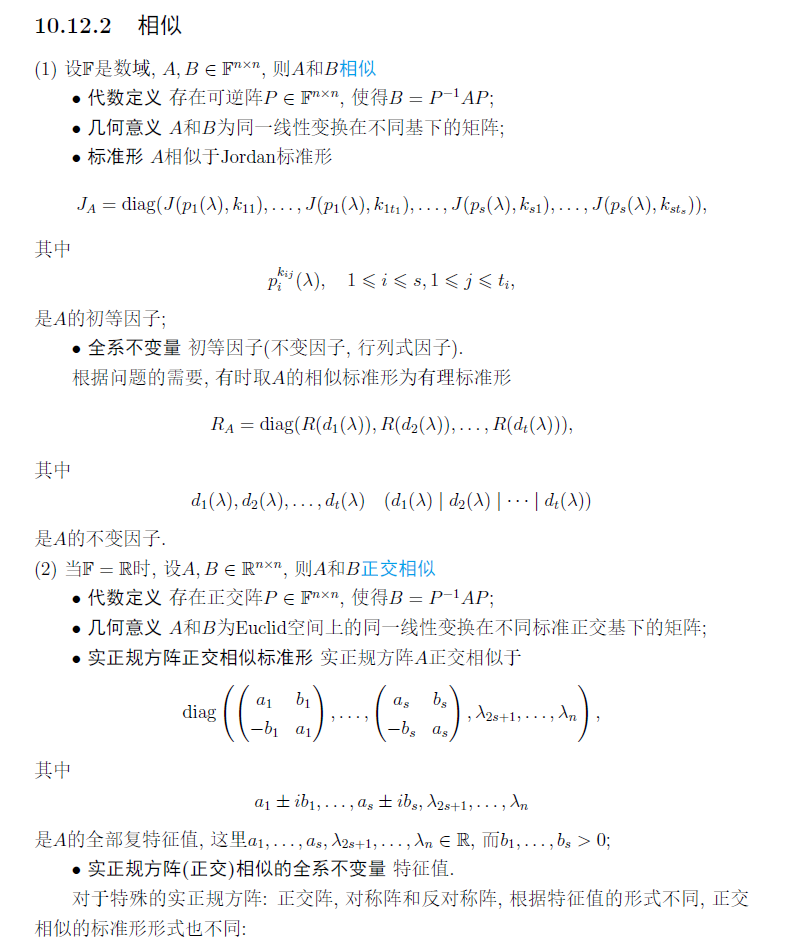 10.12.2 相似
(1) 设𝔽是数域, A, B ∈ 𝔽^{n×n}, 则A和B相似
• 代数定义 存在可逆阵P ∈ 𝔽^{n×n}, 使得B = P^{-1}AP;
• 几何意义 A和B为同一线性变换在不同基下的矩阵;
• 标准形 A相似于Jordan标准形
J_A = diag(J(p_1(λ), k_{11}), . . . , J(p_1(λ), k_{1t_1}), . . . , J(p_s(λ), k_{s1}), . . . , J(p_s(λ), k_{st_s})),
其中
p_i^{k_{ij}}(λ), 1 ⩽ i ⩽ s, 1 ⩽ j ⩽ t_i,
是A的初等因子;
• 全系不变量 初等因子(不变因子, 行列式因子).
根据问题的需要, 有时取A的相似标准形为有理标准形
R_A = diag(R(d_1(λ)), R(d_2(λ)), . . . , R(d_t(λ))),
其中
d_1(λ), d_2(λ), . . . , d_t(λ) (d_1(λ) | d_2(λ) | · · · | d_t(λ))
是A的不变因子.
(2) 当𝔽 = ℝ时, 设A, B ∈ ℝ^{n×n}, 则A和B正交相似
• 代数定义 存在正交阵P ∈ 𝔽^{n×n}, 使得B = P^{-1}AP;
• 几何意义 A和B为Euclid空间上的同一线性变换在不同标准正交基下的矩阵;
• 实正规方阵正交相似标准形 实正规方阵A正交相似于
diag ( ( a_1 b_1 ; −b_1 a_1 ) , . . . , ( a_s b_s ; −b_s a_s ) , λ_{2s+1}, . . . , λ_n ) ,
其中
a_1 ± ib_1, . . . , a_s ± ib_s, λ_{2s+1}, . . . , λ_n
是A的全部复特征值, 这里a_1, . . . , a_s, λ_{2s+1}, . . . , λ_n ∈ ℝ, 而b_1, . . . , b_s > 0;
• 实正规方阵(正交)相似的全系不变量 特征值.
对于特殊的实正规方阵: 正交阵, 对称阵和反对称阵, 根据特征值的形式不同, 正交
相似的标准形形式也不同: